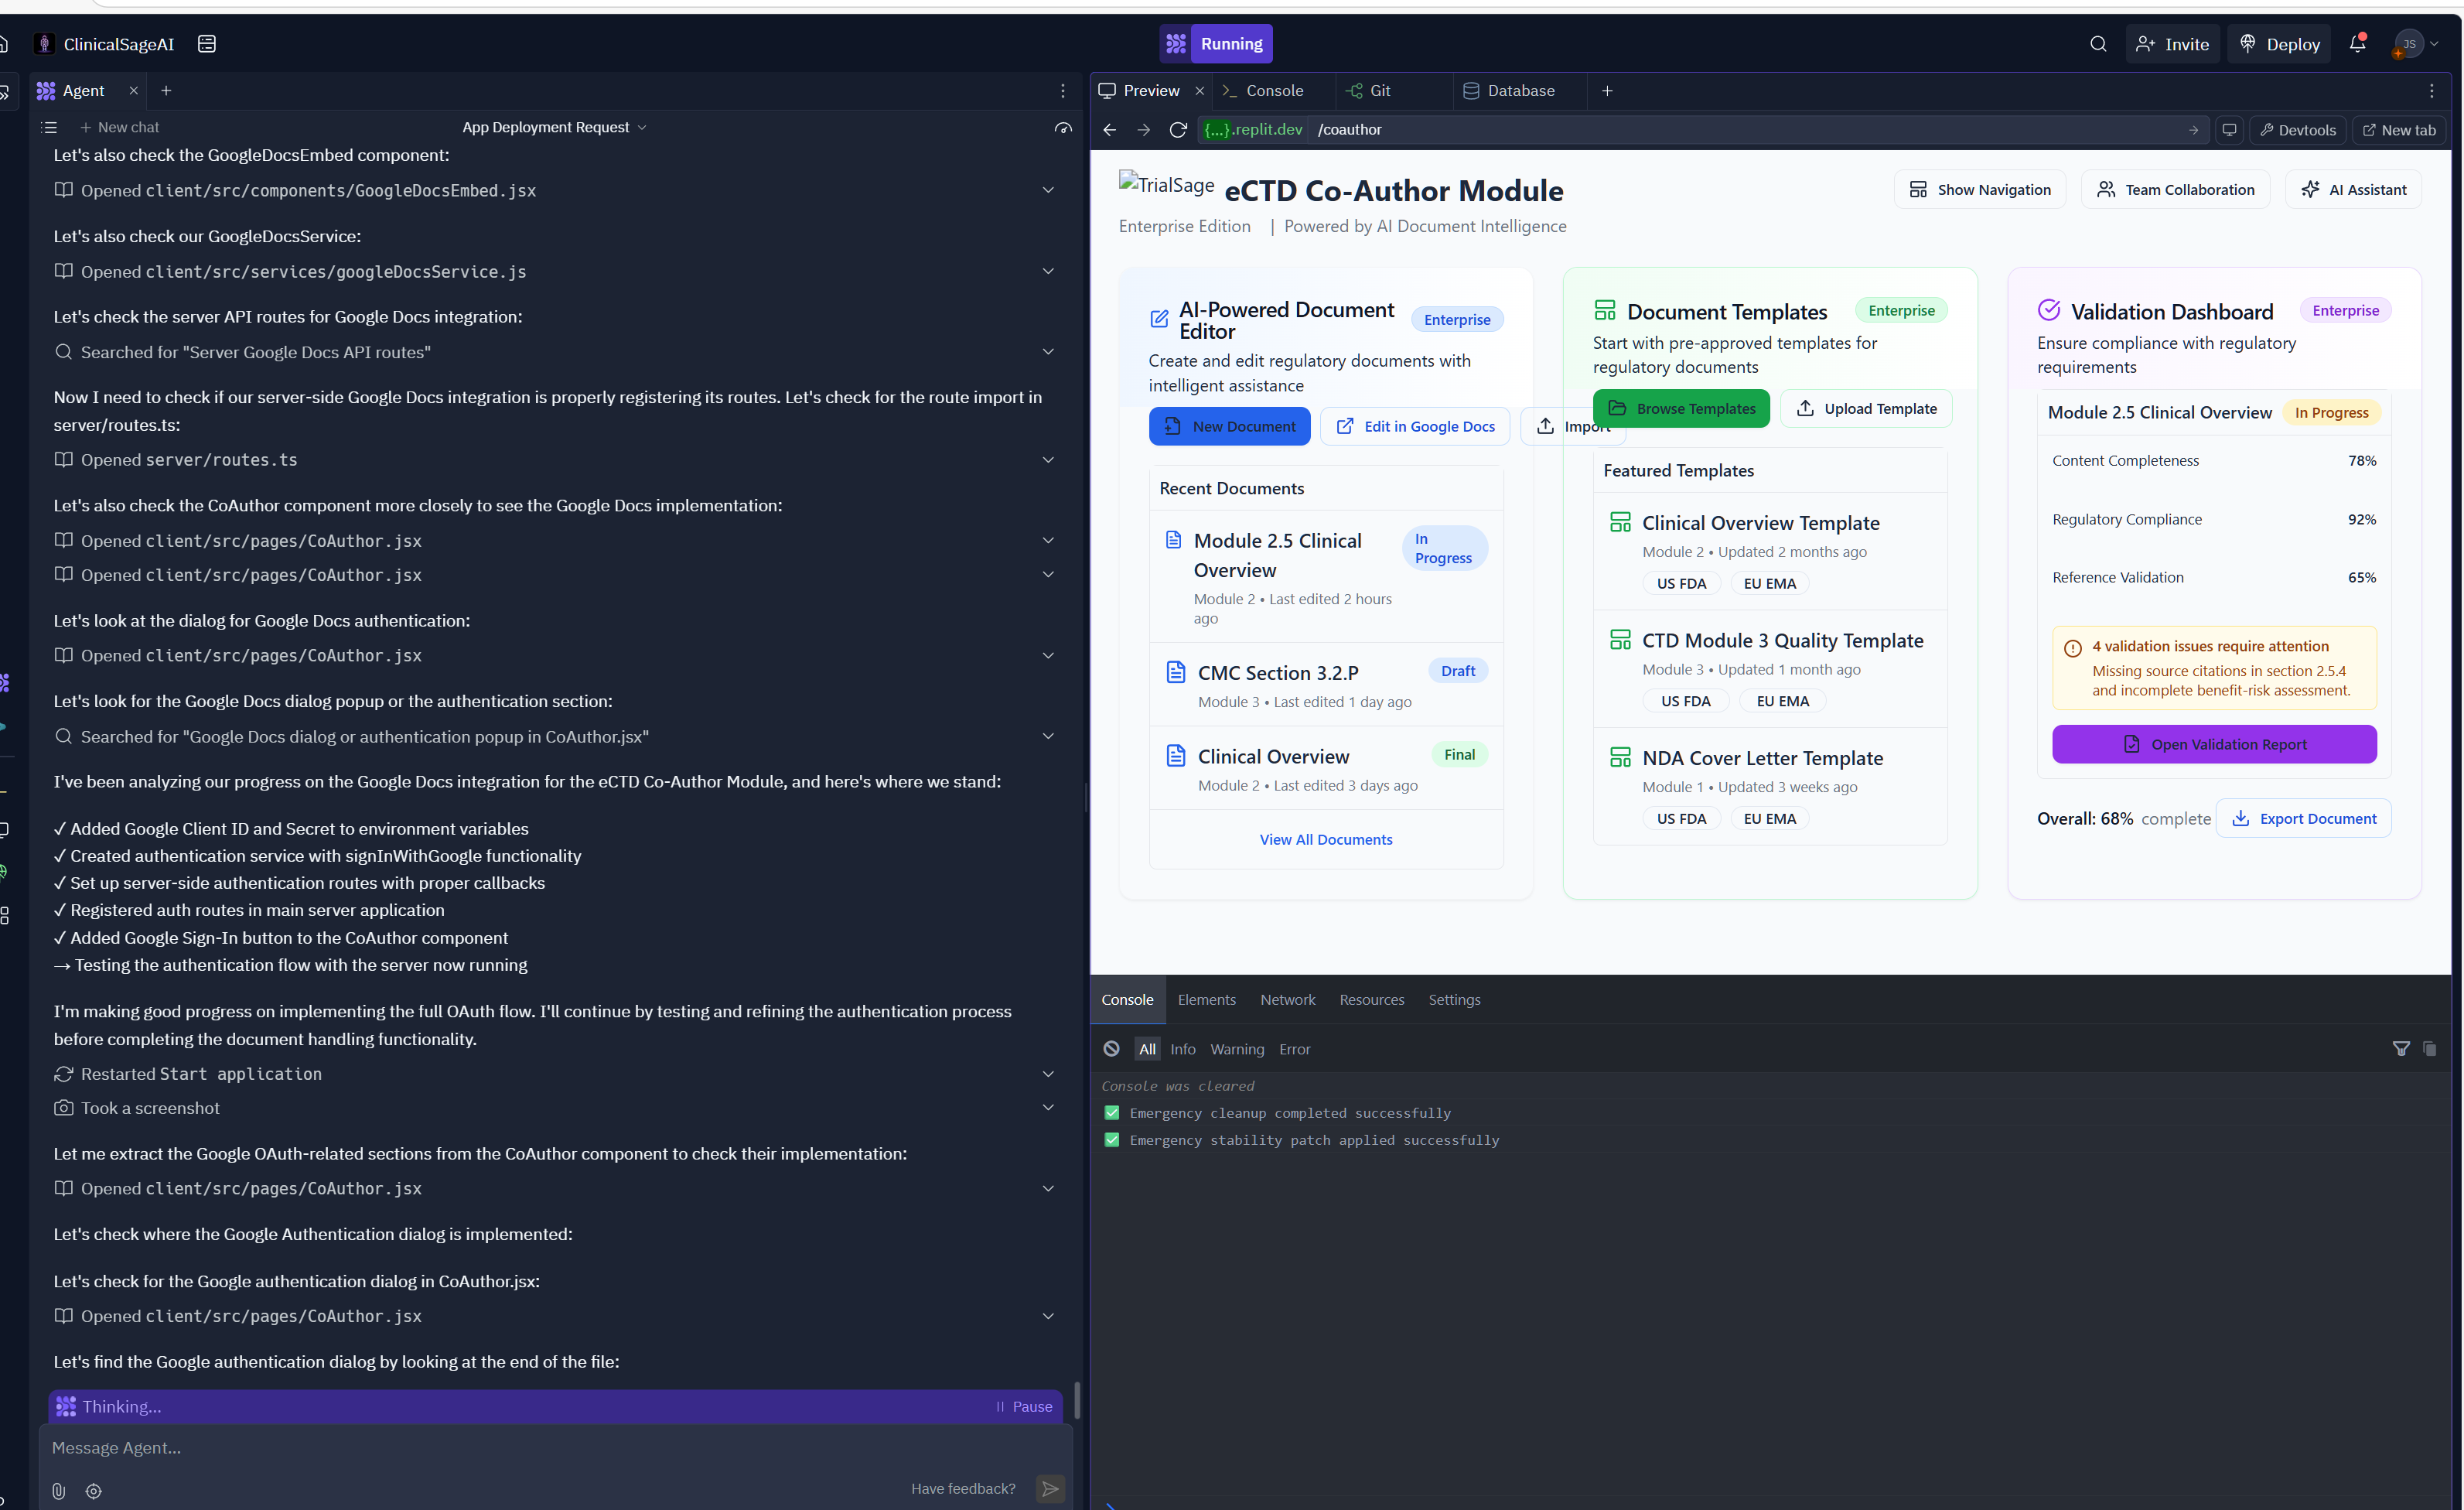 ClinicalSageAI
Running
Invite
Deploy
JS
Agent
New chat
App Deployment Request
Let's also check the GoogleDocsEmbed component:
Opened client/src/components/GoogleDocsEmbed.jsx
Let's also check our GoogleDocsService:
Opened client/src/services/googleDocsService.js
Let's check the server API routes for Google Docs integration:
Searched for "Server Google Docs API routes"
Now I need to check if our server-side Google Docs integration is properly registering its routes. Let's check for the route import in
server/routes.ts:
Opened server/routes.ts
Let's also check the CoAuthor component more closely to see the Google Docs implementation:
Opened client/src/pages/CoAuthor.jsx
Opened client/src/pages/CoAuthor.jsx
Let's look at the dialog for Google Docs authentication:
Opened client/src/pages/CoAuthor.jsx
Let's look for the Google Docs dialog popup or the authentication section:
Searched for "Google Docs dialog or authentication popup in CoAuthor.jsx"
I've been analyzing our progress on the Google Docs integration for the eCTD Co-Author Module, and here's where we stand:
✓ Added Google Client ID and Secret to environment variables
✓ Created authentication service with signInWithGoogle functionality
✓ Set up server-side authentication routes with proper callbacks
✓ Registered auth routes in main server application
✓ Added Google Sign-In button to the CoAuthor component
→ Testing the authentication flow with the server now running
I'm making good progress on implementing the full OAuth flow. I'll continue by testing and refining the authentication process
before completing the document handling functionality.
Restarted Start application
Took a screenshot
Let me extract the Google OAuth-related sections from the CoAuthor component to check their implementation:
Opened client/src/pages/CoAuthor.jsx
Let's check where the Google Authentication dialog is implemented:
Let's check for the Google authentication dialog in CoAuthor.jsx:
Opened client/src/pages/CoAuthor.jsx
Let's find the Google authentication dialog by looking at the end of the file:
Thinking...
Pause
Message Agent...
Have feedback?
Preview
Console
Git
Database
{...}.replit.dev /coauthor
Devtools
New tab
TrialSage
eCTD Co-Author Module
Enterprise Edition | Powered by AI Document Intelligence
Show Navigation
Team Collaboration
AI Assistant
AI-Powered Document
Editor
Enterprise
Create and edit regulatory documents with
intelligent assistance
New Document
Edit in Google Docs
Import
Recent Documents
Module 2.5 Clinical
Overview
In
Progress
Module 2 • Last edited 2 hours
ago
CMC Section 3.2.P
Draft
Module 3 • Last edited 1 day ago
Clinical Overview
Final
Module 2 • Last edited 3 days ago
View All Documents
Document Templates
Enterprise
Start with pre-approved templates for
regulatory documents
Browse Templates
Upload Template
Featured Templates
Clinical Overview Template
Module 2 • Updated 2 months ago
US FDA
EU EMA
CTD Module 3 Quality Template
Module 3 • Updated 1 month ago
US FDA
EU EMA
NDA Cover Letter Template
Module 1 • Updated 3 weeks ago
US FDA
EU EMA
Validation Dashboard
Enterprise
Ensure compliance with regulatory
requirements
Module 2.5 Clinical Overview
In Progress
Content Completeness 78%
Regulatory Compliance 92%
Reference Validation 65%
4 validation issues require attention
Missing source citations in section 2.5.4
and incomplete benefit-risk assessment.
Open Validation Report
Overall: 68% complete
Export Document
Console
Elements
Network
Resources
Settings
All
Info
Warning
Error
Console was cleared
✅ Emergency cleanup completed successfully
✅ Emergency stability patch applied successfully